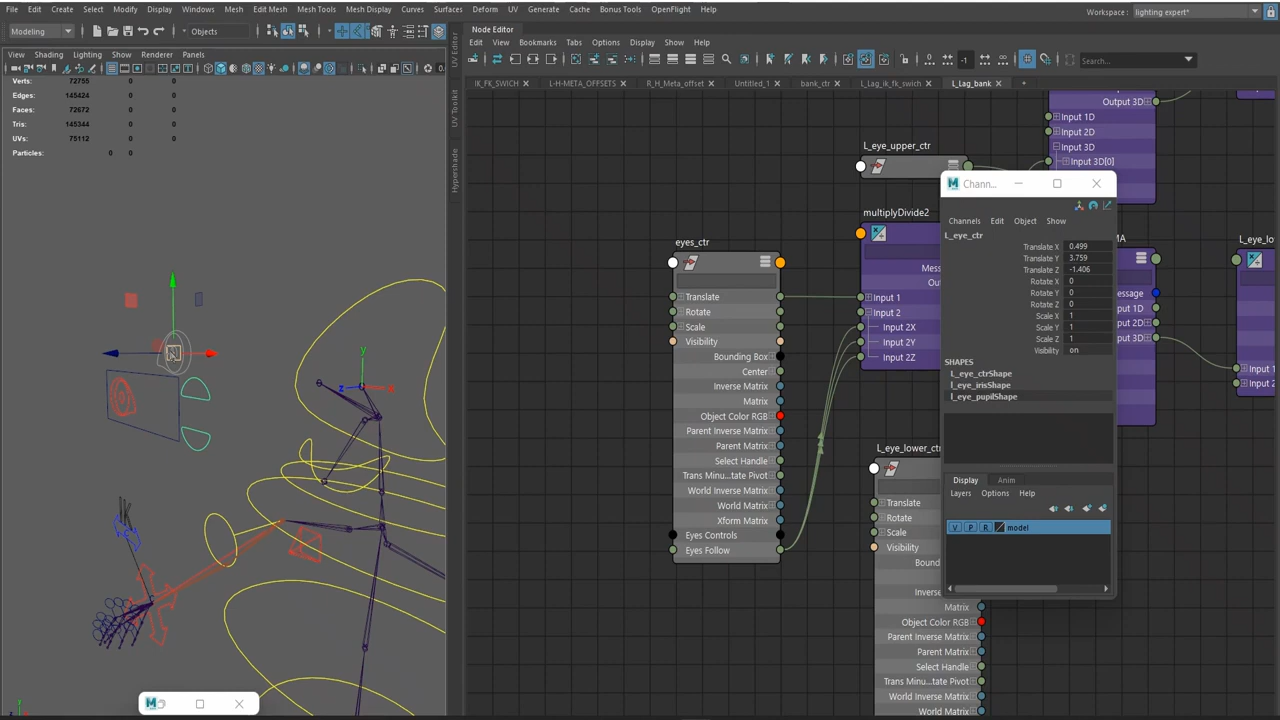 File Edit Create Select Modify Display Windows Mesh Edit Mesh Mesh Tools Mesh Display Curves Surfaces Deform UV Generate Cache Bonus Tools OpenFlight Help
Workspace : lighting expert*
Modeling
Objects
View Shading Lighting Show Renderer Panels
Verts: 72755 0 0
Edges: 145424 0 0
Faces: 72672 0 0
Tris: 145344 0 0
UVs: 75112 0 0
Particles: 0 0
y
z
x
UV Editor
UV Toolkit
Hypershade
Node Editor
Edit View Bookmarks Tabs Options Display Show Help
-1
Search...
IK_FK_SWICH L-H-META_OFFSETS R_H_Meta_offset Untitled_1 bank_ctr L_Lag_ik_fk_swich L_Lag_bank
Output 3D
Input 1D
Input 2D
Input 3D
Input 3D[0]
L_eye_upper_ctr
multiplyDivide2
Input 1
Input 2
Input 2X
Input 2Y
Input 2Z
eyes_ctr
Translate
Rotate
Scale
Visibility
Bounding Box
Center
Inverse Matrix
Matrix
Object Color RGB
Parent Inverse Matrix
Parent Matrix
Select Handle
Trans Minu...tate Pivot
World Inverse Matrix
World Matrix
Xform Matrix
Eyes Controls
Eyes Follow
Translate
Rotate
Scale
Visibility
Matrix
Object Color RGB
Parent Inverse Matrix
Parent Matrix
Select Handle
Trans Minu...tate Pivot
World Inverse Matrix
World Matrix
Chann...
Channels Edit Object Show
L_eye_ctr
Translate X 0.499
Translate Y 3.759
Translate Z -1.406
Rotate X 0
Rotate Y 0
Rotate Z 0
Scale X 1
Scale Y 1
Scale Z 1
Visibility on
SHAPES
L_eye_ctrShape
L_eye_irisShape
L_eye_pupilShape
Display Anim
Layers Options Help
V P R model